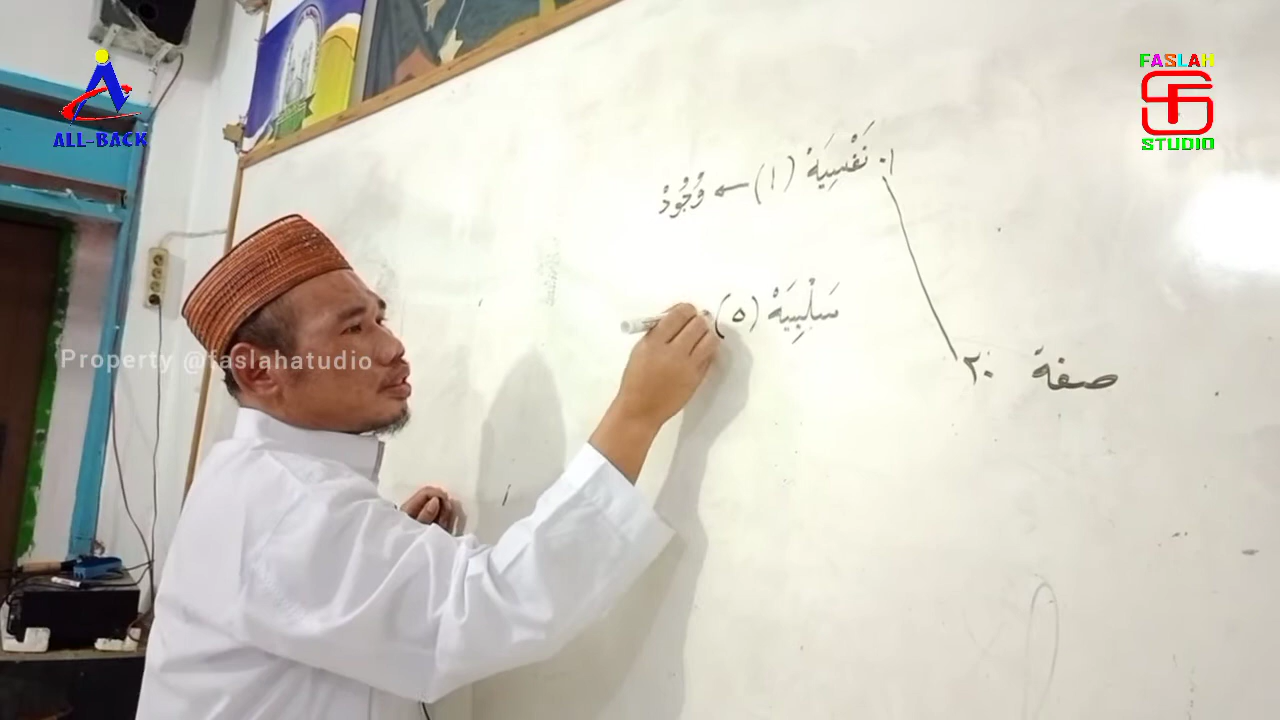 ALL-BACK
FASLAH
STUDIO
١. نَفْسِيَهْ (١) ← وُجُودْ
سَلْبِيَهْ (٥)
صفة ٢٠
Property @faslahatudio